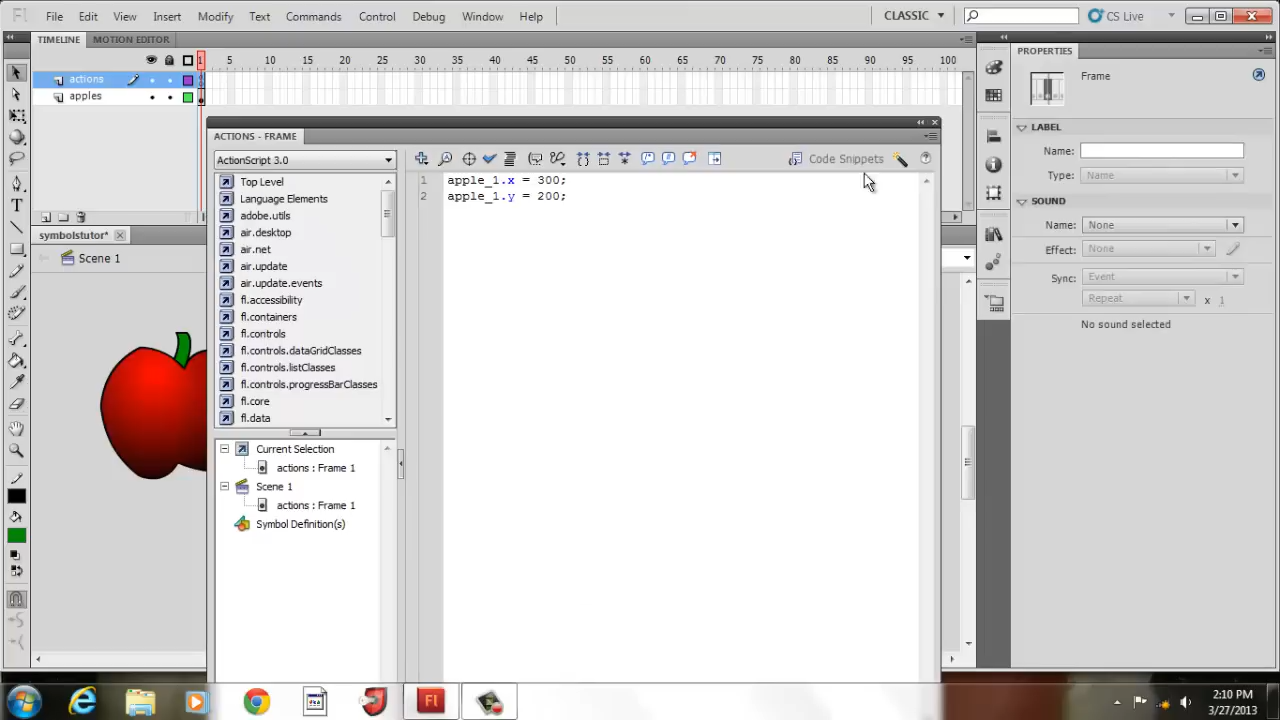 Fl File Edit View Insert Modify Text Commands Control Debug Window Help CLASSIC CS Live
TIMELINE MOTION EDITOR
1 5 10 15 20 25 30 35 40 45 50 55 60 65 70 75 80 85 90 95 100
actions
apples
ACTIONS - FRAME
ActionScript 3.0
Code Snippets
Top Level
Language Elements
adobe.utils
air.desktop
air.net
air.update
air.update.events
fl.accessibility
fl.containers
fl.controls
fl.controls.dataGridClasses
fl.controls.listClasses
fl.controls.progressBarClasses
fl.core
fl.data
Current Selection
actions : Frame 1
Scene 1
actions : Frame 1
Symbol Definition(s)
1 apple_1.x = 300;
2 apple_1.y = 200;
symbolstutor*
Scene 1
PROPERTIES
Frame
LABEL
Name:
Type: Name
SOUND
Name: None
Effect: None
Sync: Event
Repeat x 1
No sound selected
Fl
2:10 PM
3/27/2013